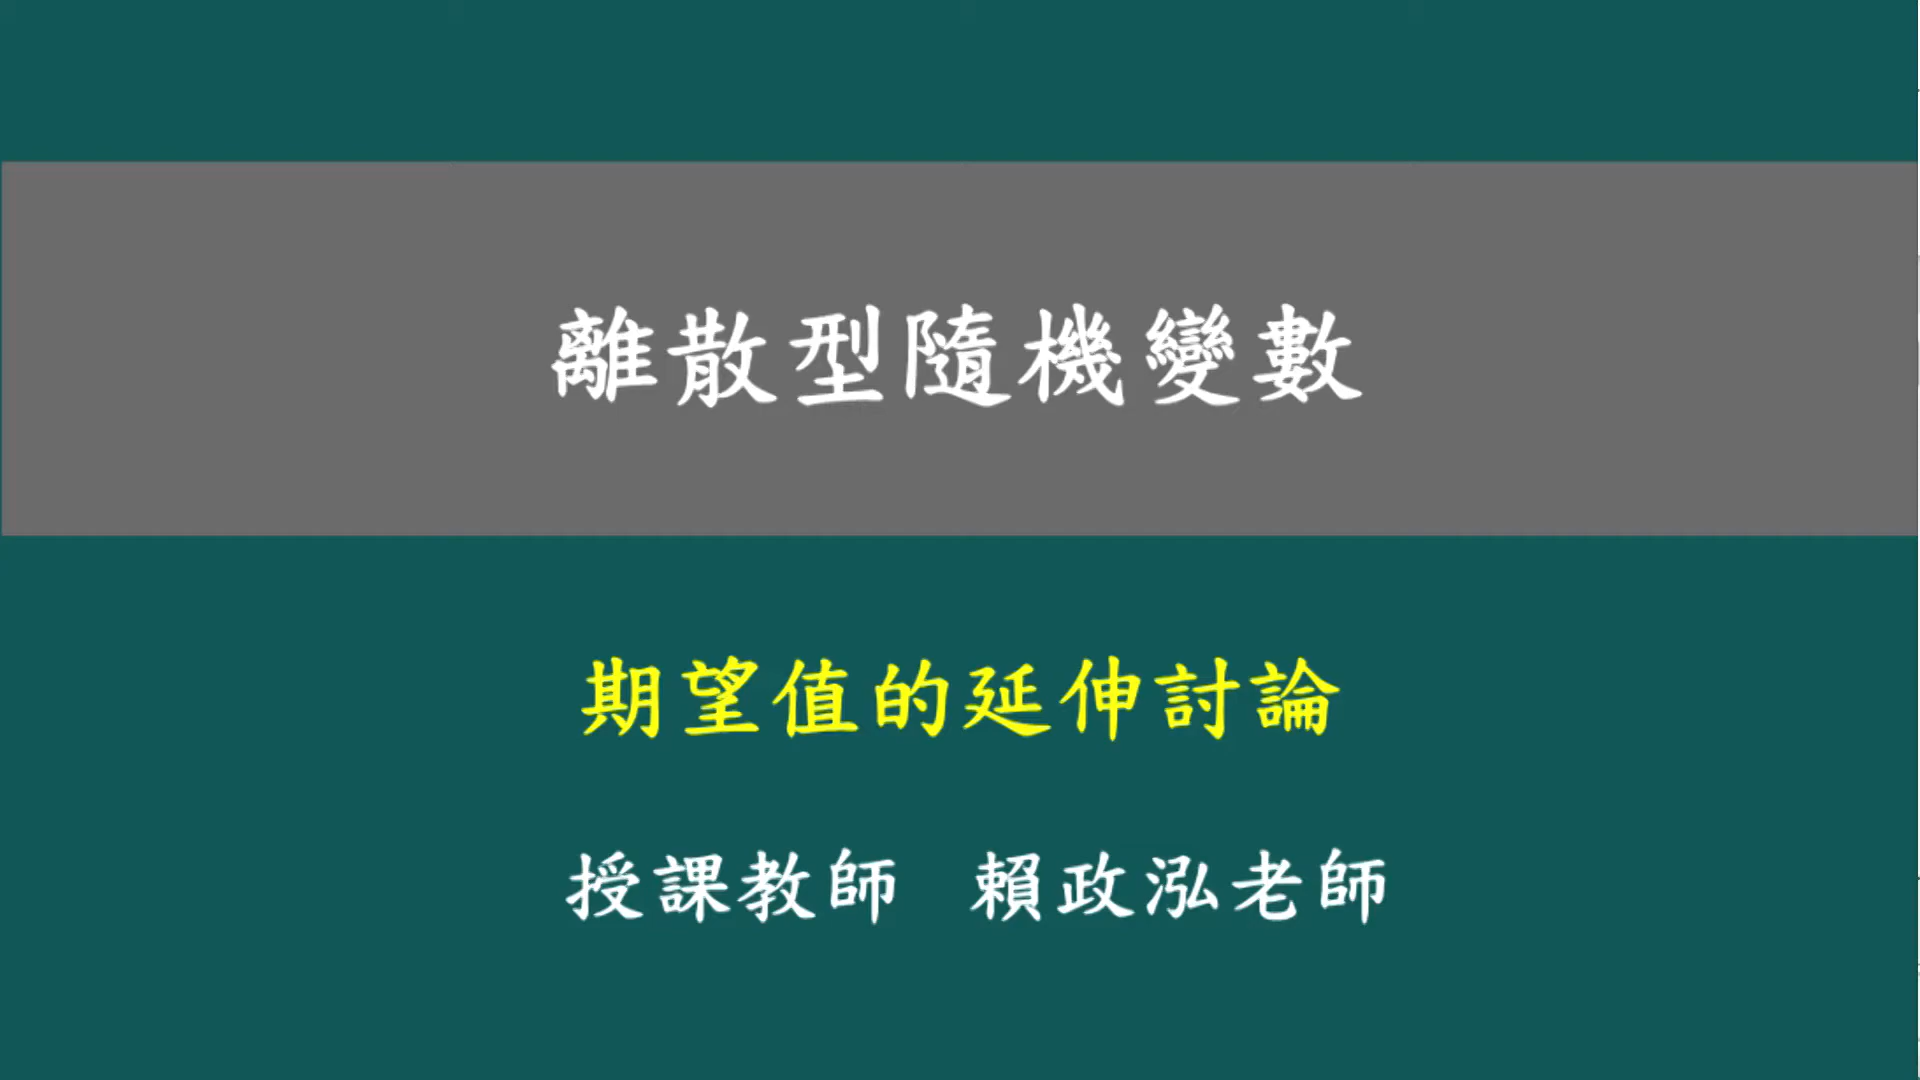 離散型隨機變數
期望值的延伸討論
授課教師 賴政泓老師